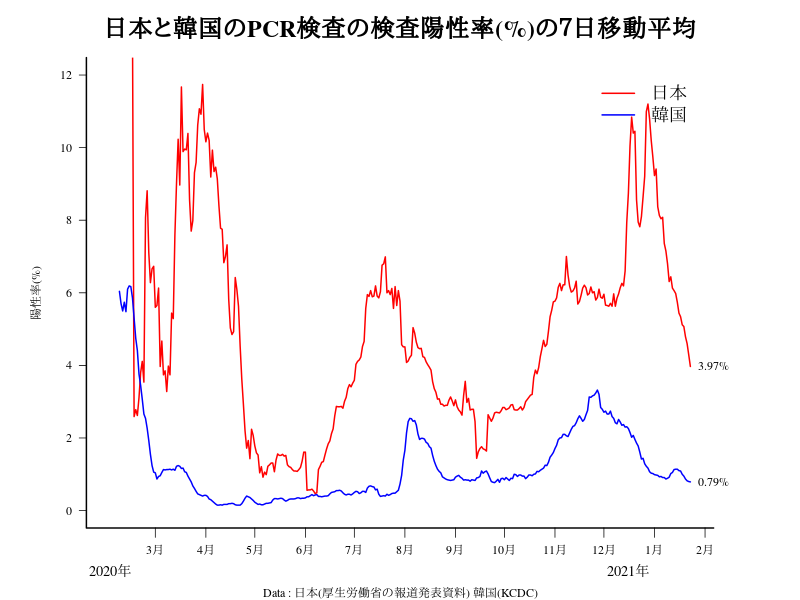 日本と韓国のPCR検査の検査陽性率(%)の7日移動平均
日本
韓国
陽性率(%)
12
10
8
6
4
2
0
3.97%
0.79%
3月 4月 5月 6月 7月 8月 9月 10月 11月 12月 1月 2月
2020年 2021年
Data : 日本(厚生労働省の報道発表資料) 韓国(KCDC)